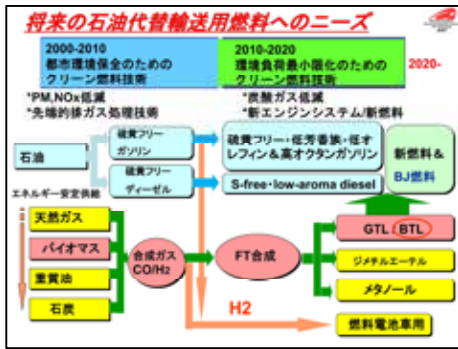 将来の石油代替輸送用燃料へのニーズ
2000-2010
都市環境保全のための
クリーン燃料技術
2010-2020
環境負荷最小限化のための
クリーン燃料技術
2020-
*PM,NOx低減
*先端的排ガス処理技術
*炭酸ガス低減
*新エンジンシステム/新燃料
石油
硫黄フリー
ガソリン
硫黄フリー
ディーゼル
硫黄フリー・低芳香族・低オ
レフィン&高オクタンガソリン
S-free・low-aroma diesel
新燃料&
BJ燃料
エネルギー安定供給
天然ガス
バイオマス
重質油
石炭
合成ガス
CO/H2
FT合成
GTL BTL
ジメチルエーテル
メタノール
H2
燃料電池車用